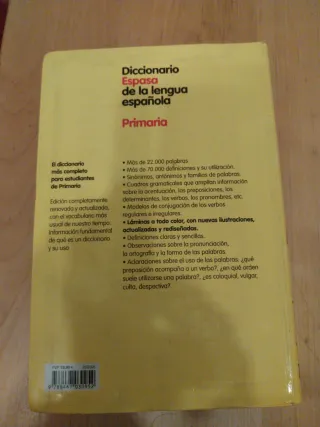 Diccionario
Espasa
de la lengua
española
Primaria
El diccionario
más completo
para estudiantes
de Primaria
Edición completamente
renovada y actualizada,
con el vocabulario más
usual de nuestro tiempo.
Información fundamental
de qué es un diccionario
y su uso
• Más de 22.000 palabras.
• Más de 70.000 definiciones y su utilización.
• Sinónimos, antónimos y familias de palabras.
• Cuadros gramaticales que amplían información
sobre la acentuación, las preposiciones, los
determinantes, los verbos, los pronombres, etc.
• Modelos de conjugación de los verbos
regulares e irregulares.
• Láminas a todo color, con nuevas ilustraciones,
actualizadas y rediseñadas.
• Definiciones claras y sencillas.
• Observaciones sobre la pronunciación,
la ortografía y la forma de las palabras.
• Aclaraciones sobre el uso de las palabras: ¿qué
preposición acompaña a un verbo?, ¿en qué orden
suele utilizarse una palabra?, ¿es coloquial, vulgar,
culta, despectiva?